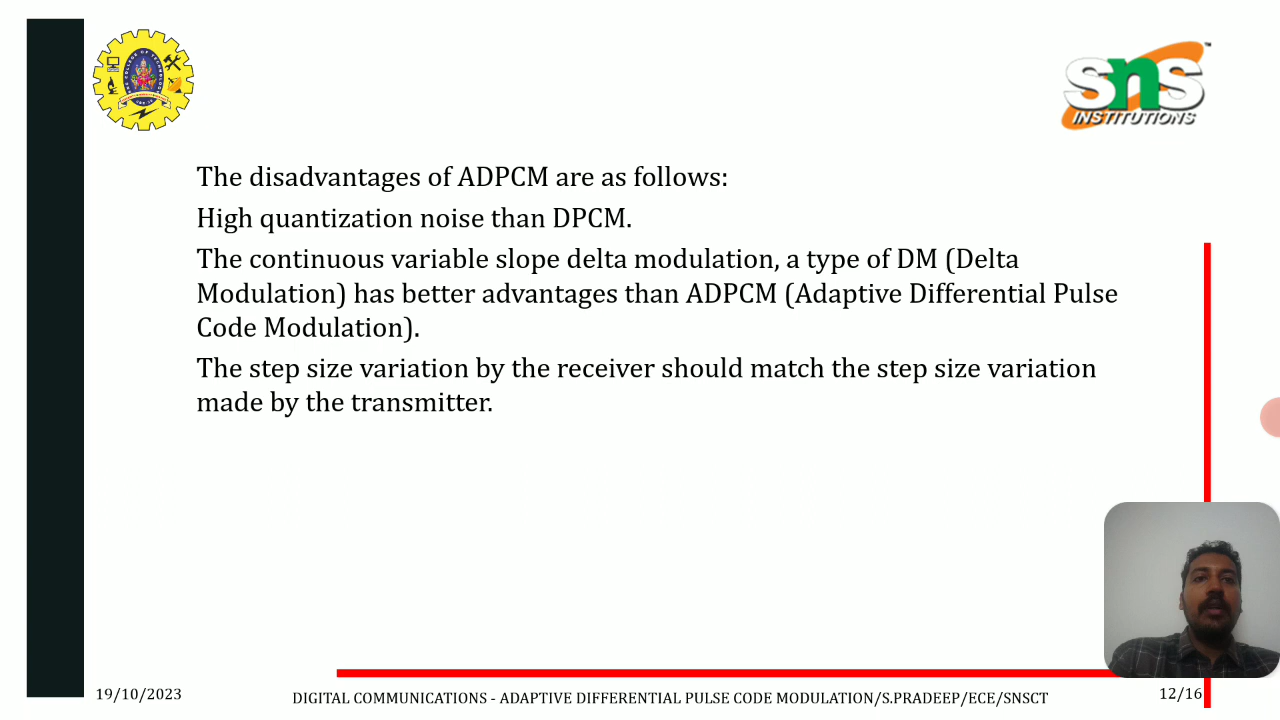 SNS
INSTITUTIONS
The disadvantages of ADPCM are as follows:
High quantization noise than DPCM.
The continuous variable slope delta modulation, a type of DM (Delta
Modulation) has better advantages than ADPCM (Adaptive Differential Pulse
Code Modulation).
The step size variation by the receiver should match the step size variation
made by the transmitter.
19/10/2023
DIGITAL COMMUNICATIONS - ADAPTIVE DIFFERENTIAL PULSE CODE MODULATION/S.PRADEEP/ECE/SNSCT
12/16